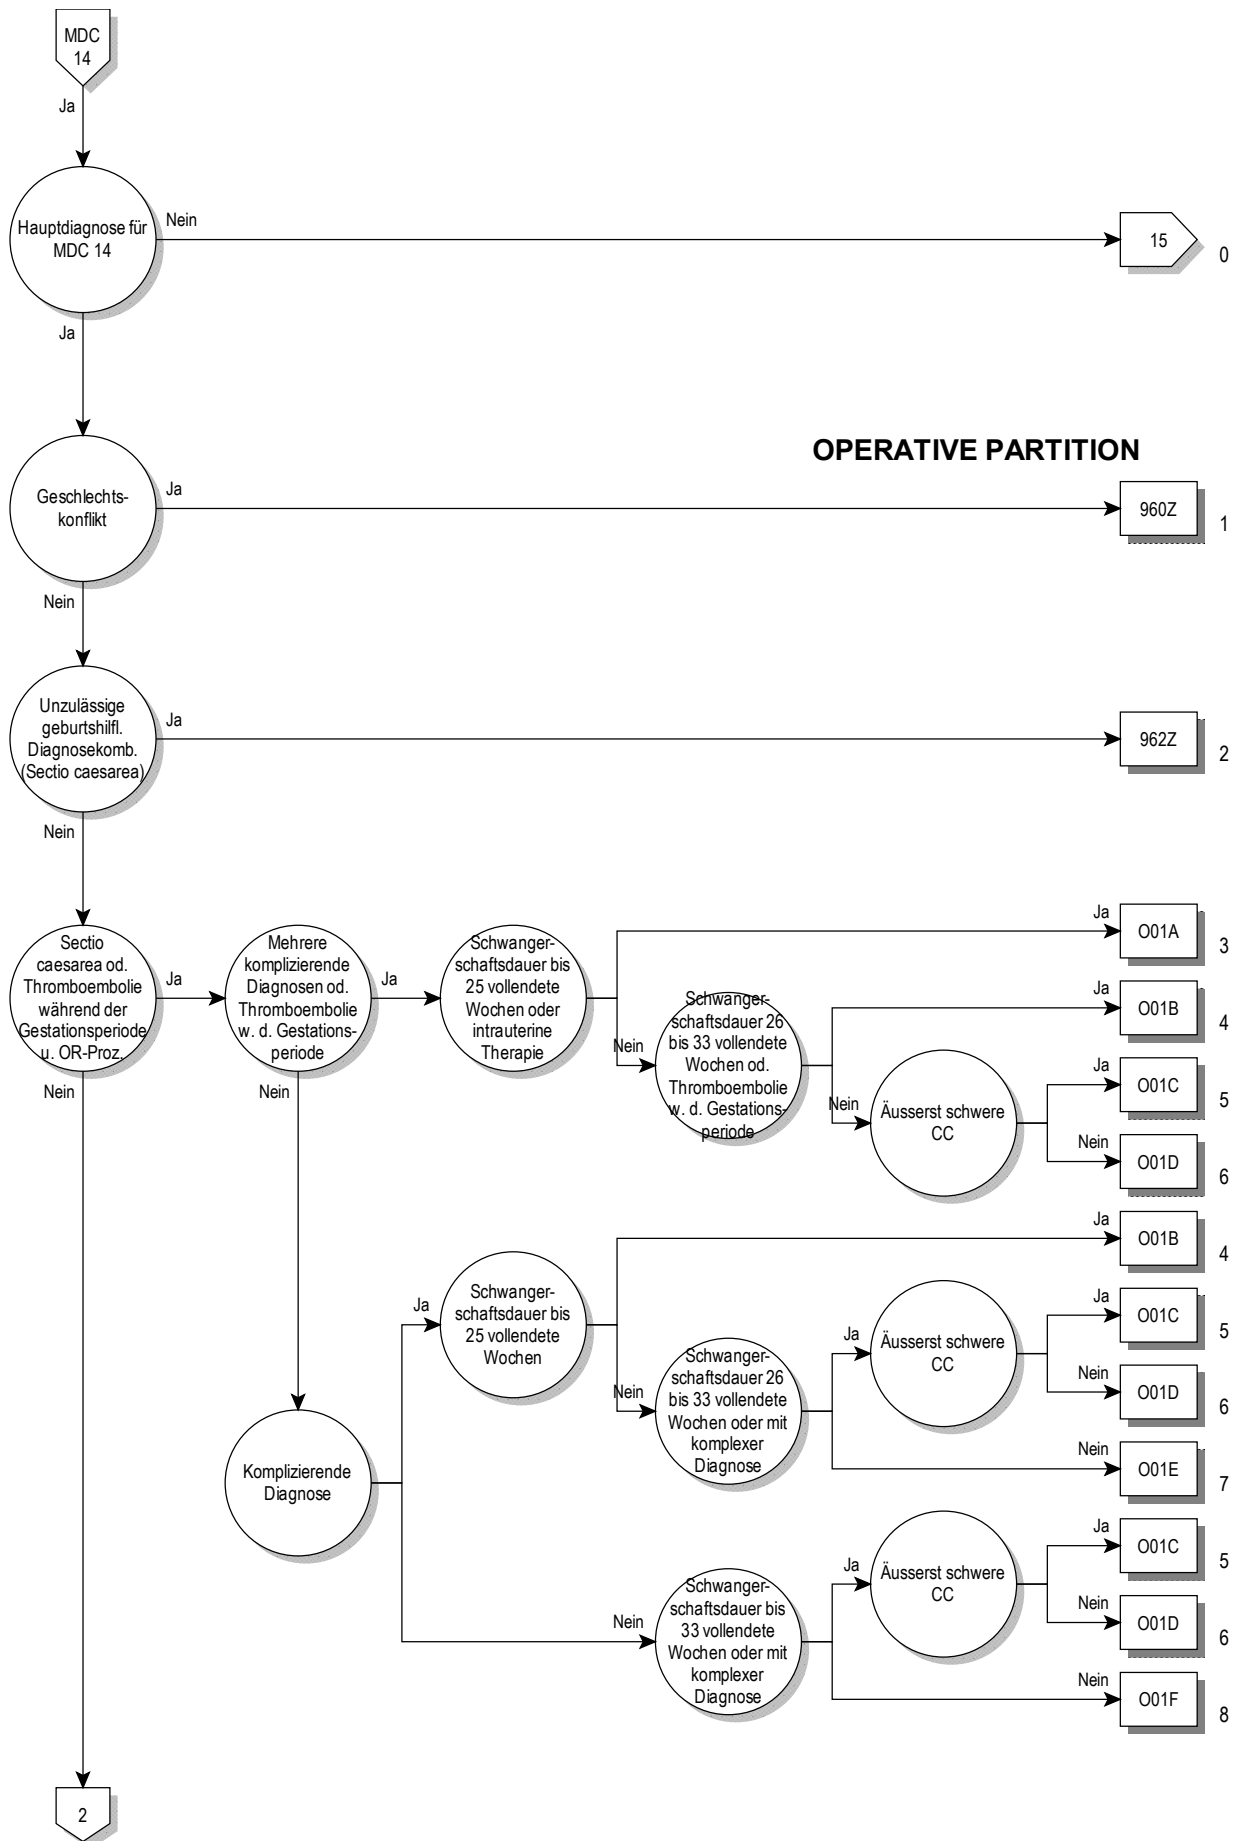 MDC
14
Ja
Hauptdiagnose für
MDC 14
Nein
15
0
Ja
OPERATIVE PARTITION
Geschlechts-
konflikt
Ja
960Z
1
Nein
Unzulässige
geburtshilfl.
Diagnosekomb.
(Sectio caesarea)
Ja
962Z
2
Nein
Sectio
caesarea od.
Thromboembolie
während der
Gestationsperiode
u. OR-Proz.
Ja
Mehrere
komplizierende
Diagnosen od.
Thromboembolie
w. d. Gestations-
periode
Ja
Schwanger-
schaftsdauer bis
25 vollendete
Wochen oder
intrauterine
Therapie
Ja
O01A
3
Nein
Schwanger-
schaftsdauer 26
bis 33 vollendete
Wochen od.
Thromboembolie
w. d. Gestations-
periode
Ja
O01B
4
Nein
Äusserst schwere
CC
Ja
O01C
5
Nein
O01D
6
Nein
Nein
Komplizierende
Diagnose
Ja
Schwanger-
schaftsdauer bis
25 vollendete
Wochen
Ja
O01B
4
Nein
Schwanger-
schaftsdauer 26
bis 33 vollendete
Wochen oder mit
komplexer
Diagnose
Ja
Äusserst schwere
CC
Ja
O01C
5
Nein
O01D
6
Nein
O01E
7
Nein
Schwanger-
schaftsdauer bis
33 vollendete
Wochen oder mit
komplexer
Diagnose
Ja
Äusserst schwere
CC
Ja
O01C
5
Nein
O01D
6
Nein
O01F
8
2